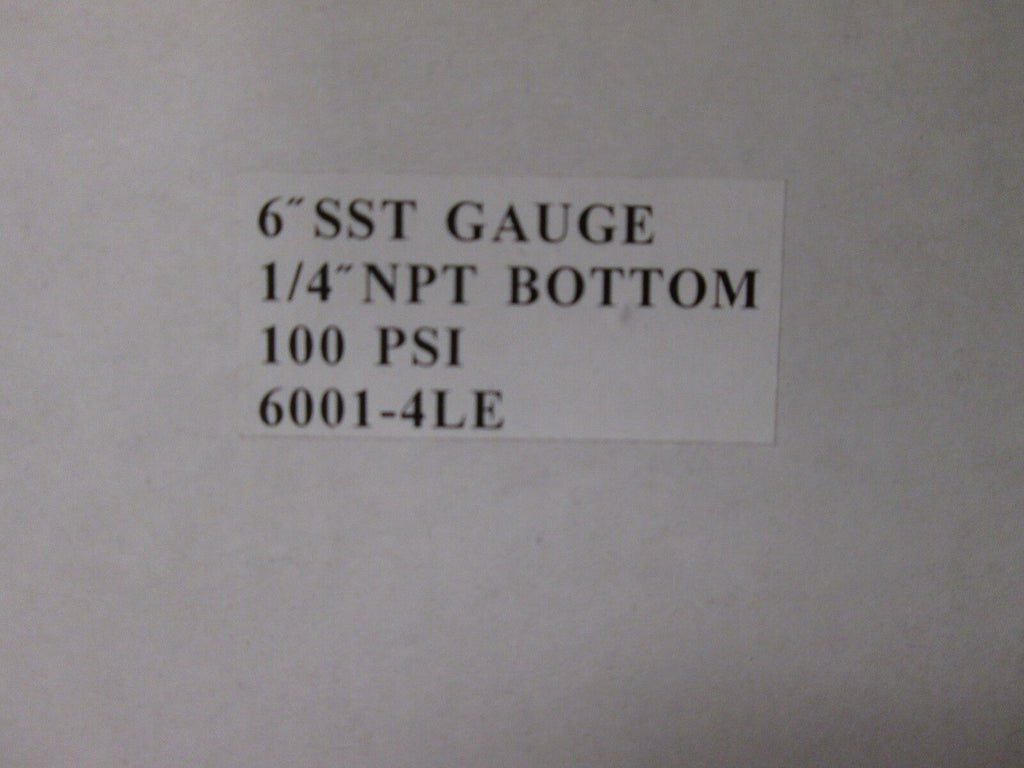 6″SST GAUGE
1/4″NPT BOTTOM
100 PSI
6001-4LE